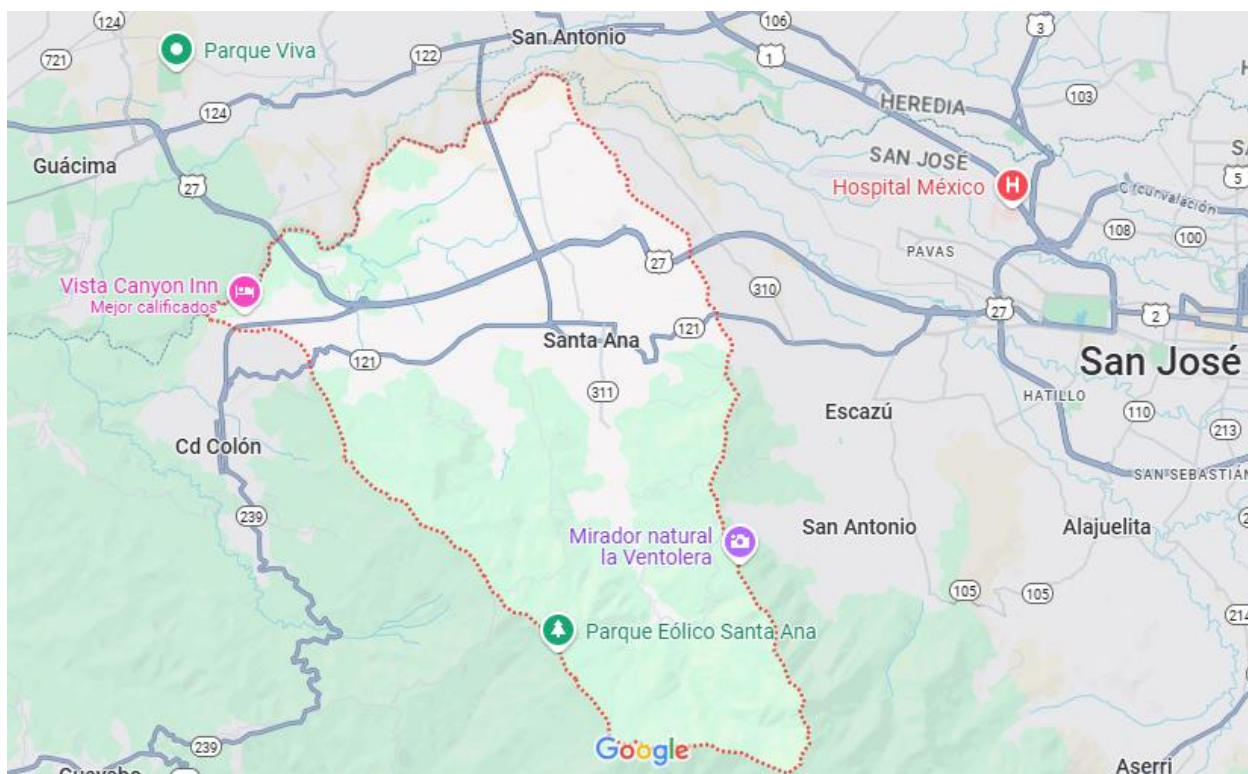 124
106
3
San Antonio
Parque Viva
721
122
1
103
124
HEREDIA
Guácima
SAN JOSÉ
27
Hospital México
H
5
Circunvalación
108
100
PAVAS
27
Vista Canyon Inn
Mejor calificados
310
27
2
121
Santa Ana
121
San José
311
HATILLO
110
Escazú
213
Cd Colón
SAN SEBASTIÁN
239
Mirador natural
la Ventolera
San Antonio
Alajuelita
105
105
214
Parque Eólico Santa Ana
239
Google
Aserri